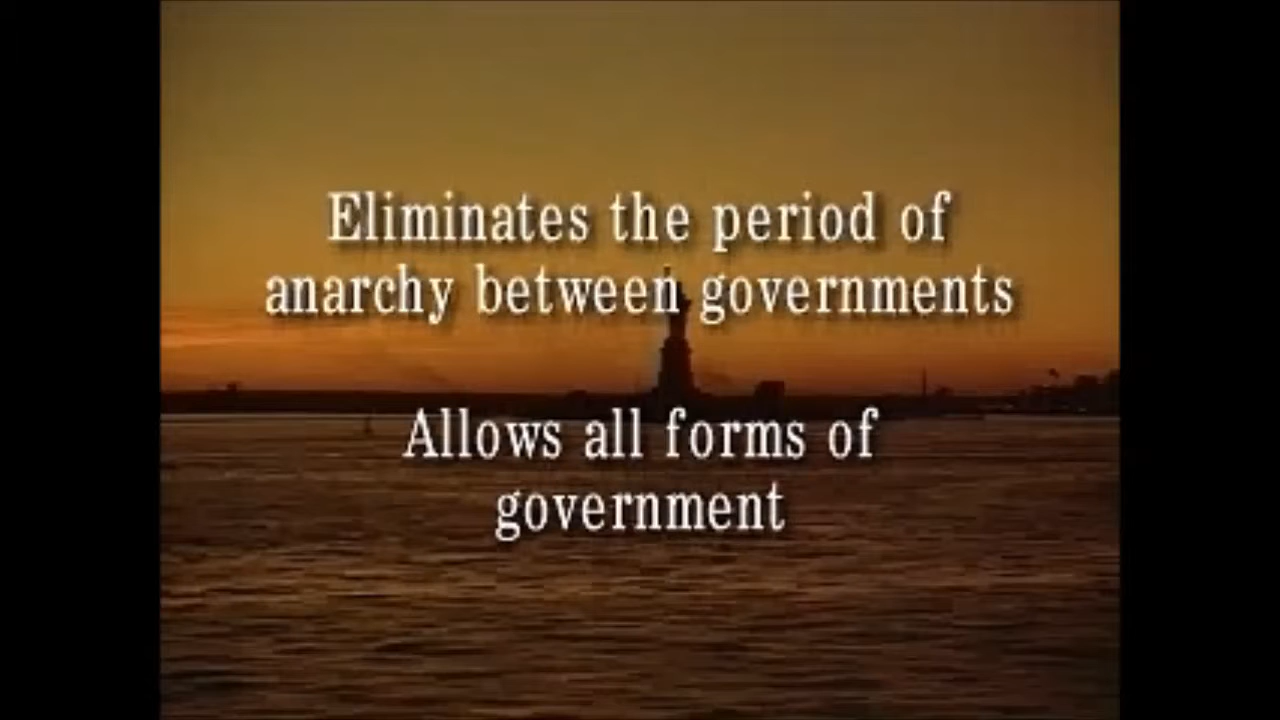 Eliminates the period of
anarchy between governments
Allows all forms of
government